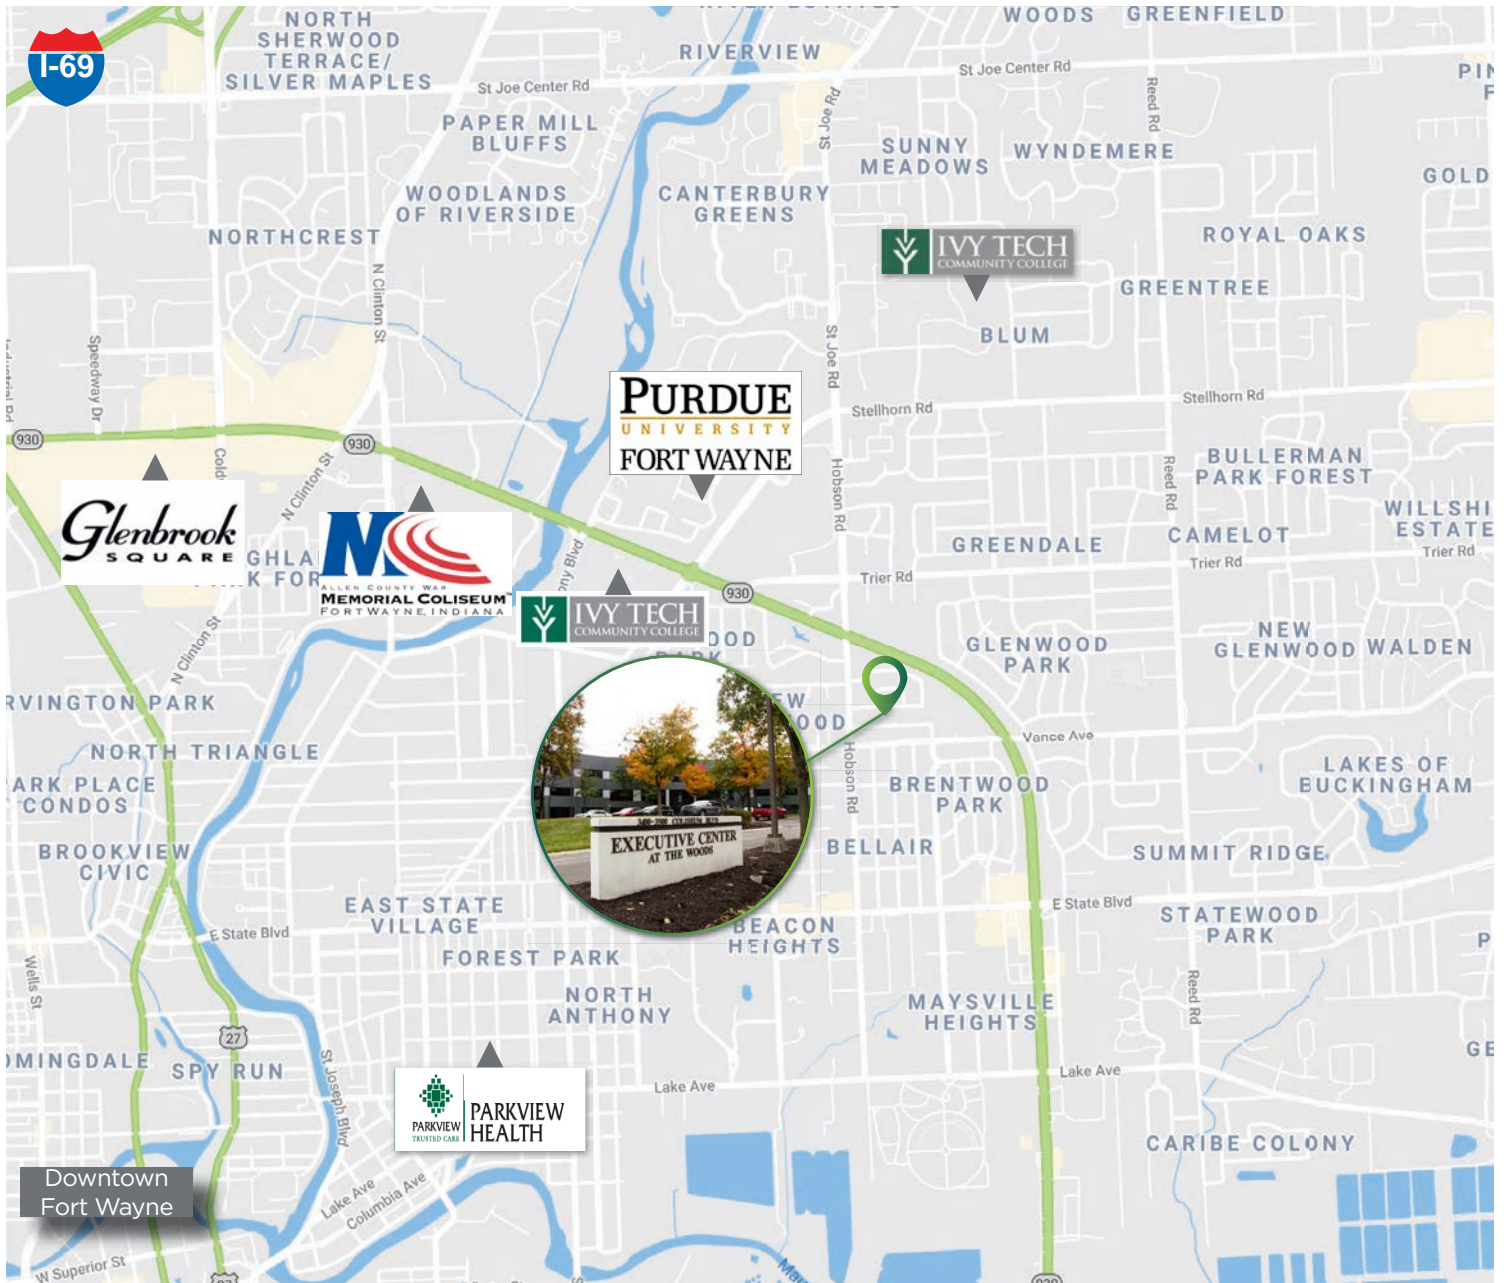 NORTH
SHERWOOD
TERRACE/
SILVER MAPLES
I-69
RIVERVIEW
WOODS
GREENFIELD
St Joe Center Rd
St Joe Center Rd
PAPER MILL
BLUFFS
St Joe Rd
Reed Rd
SUNNY
MEADOWS
WYNDEMERE
GOLD
WOODLANDS
OF RIVERSIDE
CANTERBURY
GREENS
NORTHCREST
IVY TECH
COMMUNITY COLLEGE
ROYAL OAKS
GREENTREE
N Clinton St
BLUM
Speedway Dr
St Joe Rd
PURDUE
UNIVERSITY
FORT WAYNE
Stellhorn Rd
Stellhorn Rd
930
930
N Clinton St
Hobson Rd
Reed Rd
BULLERMAN
PARK FOREST
Glenbrook
SQUARE
ALLEN COUNTY WAR
MEMORIAL COLISEUM
FORT WAYNE, INDIANA
WILLSHI
ESTATE
CAMELOT
GREENDALE
Trier Rd
Trier Rd
Trier Rd
930
IVY TECH
COMMUNITY COLLEGE
N Clinton St
GLENWOOD
PARK
NEW
GLENWOOD
WALDEN
RVINGTON PARK
Vance Ave
Hobson Rd
NORTH TRIANGLE
ARK PLACE
CONDOS
BRENTWOOD
PARK
LAKES OF
BUCKINGHAM
3400-3500 COLISEUM BLVD
EXECUTIVE CENTER
AT THE WOODS
BROOKVIEW
CIVIC
BELLAIR
SUMMIT RIDGE
EAST STATE
VILLAGE
E State Blvd
E State Blvd
STATEWOOD
PARK
BEACON
HEIGHTS
FOREST PARK
Wells St
NORTH
ANTHONY
MAYSVILLE
HEIGHTS
Reed Rd
27
OMINGDALE
SPY RUN
St Joseph Blvd
Lake Ave
Lake Ave
PARKVIEW
TRUSTED CARE
PARKVIEW
HEALTH
CARIBE COLONY
Downtown
Fort Wayne
Lake Ave
Columbia Ave
W Superior St